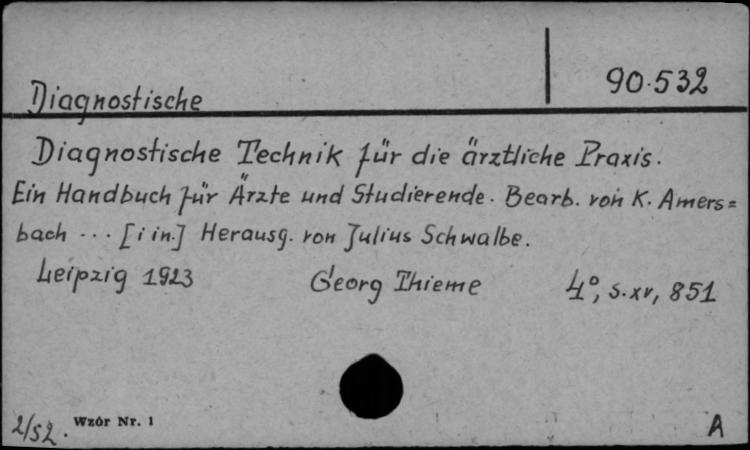 90.532
Diagnostische
Diagnostische Technik für die ärztliche Praxis.
Ein Handbuch für Ärzte und Studierende. Bearb. von K. Amers=
bach ... [i in.] Herausg. von Julius Schwalbe.
Leipzig 1923 Georg Thieme 4°, s. xv, 851
2/52. Wzór Nr. 1 A